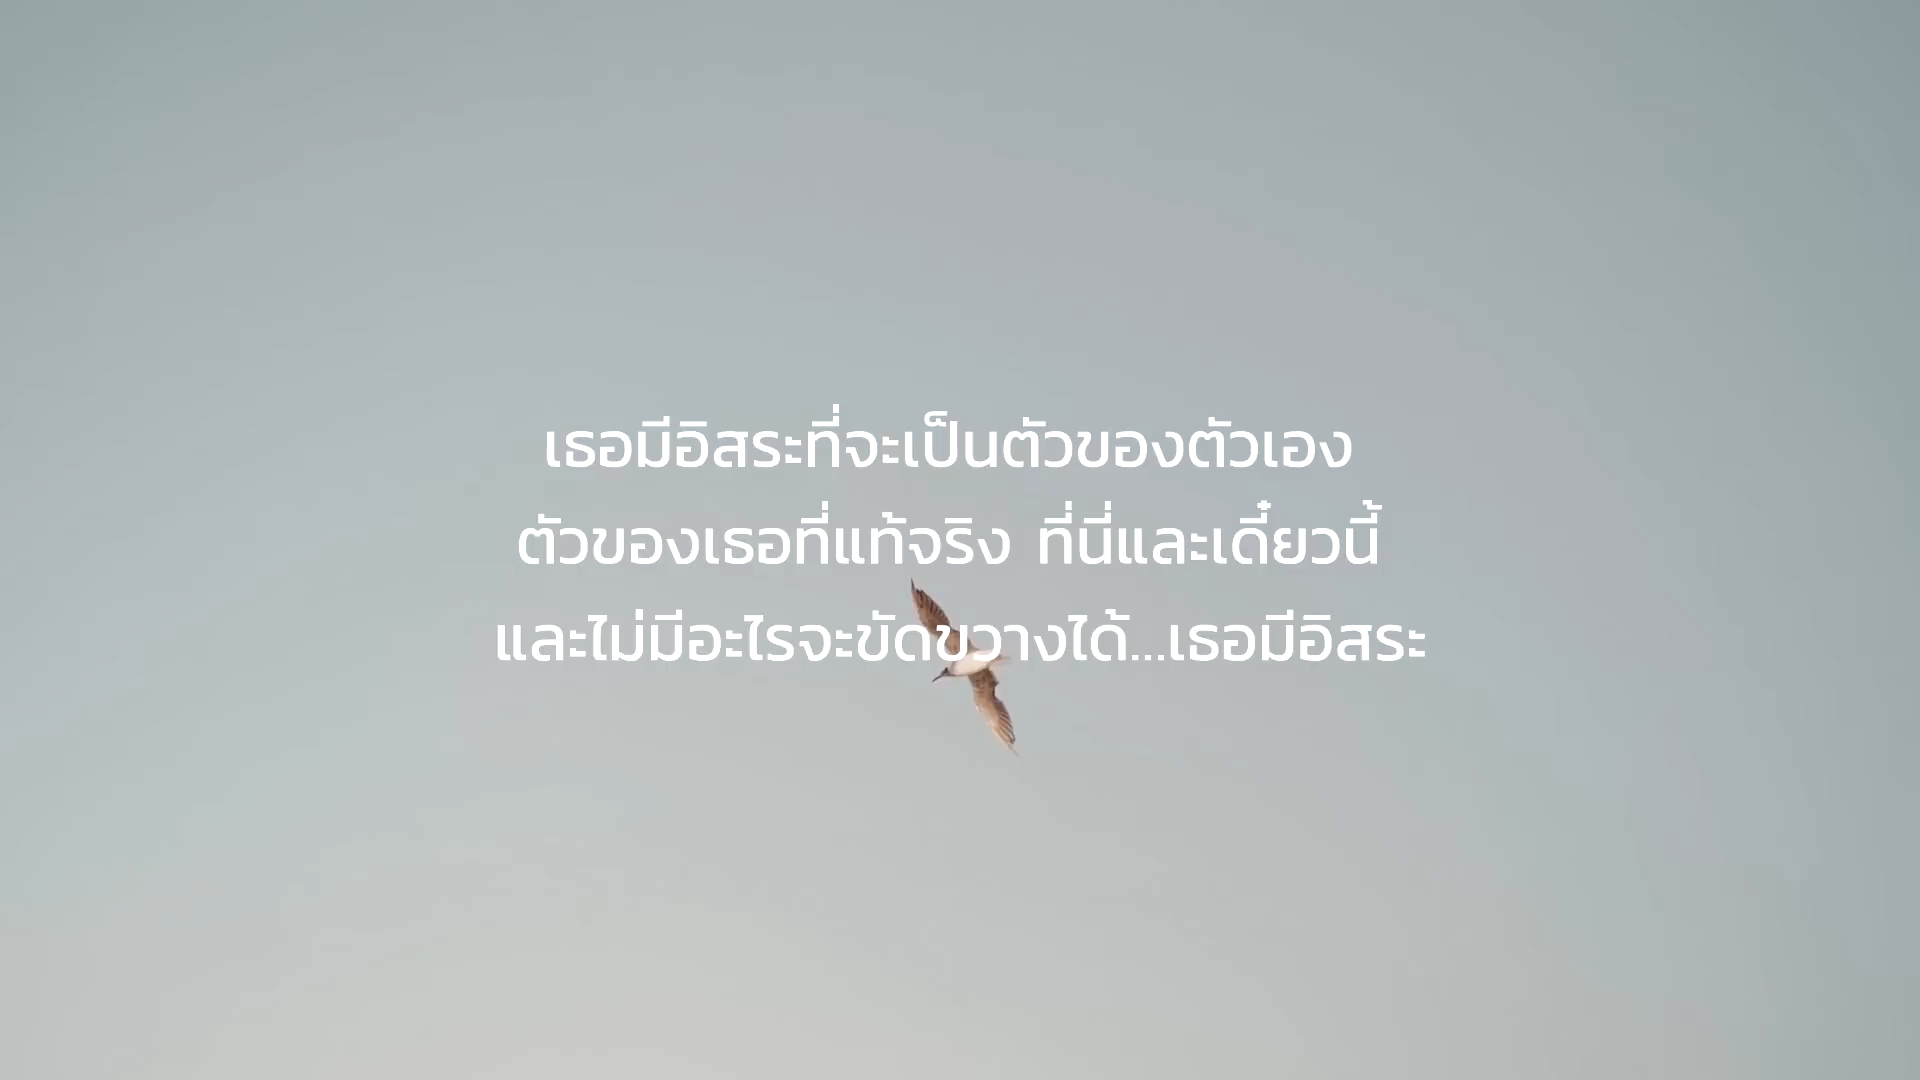 เธอมีอิสระที่จะเป็นตัวของตัวเอง
ตัวของเธอที่แท้จริง ที่นี่และเดี๋ยวนี้
และไม่มีอะไรจะขัดขวางได้...เธอมีอิสระ